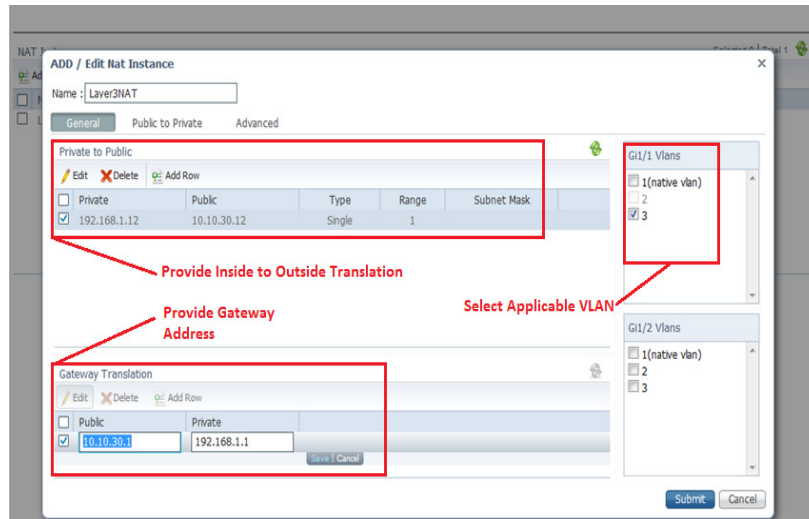 NAT
ADD / Edit Nat Instance
x
Name : Layer3NAT
General Public to Private Advanced
Private to Public
Edit Delete Add Row
Private Public Type Range Subnet Mask
192.168.1.12 10.10.30.12 Single 1
Provide Inside to Outside Translation
Provide Gateway
Address
Select Applicable VLAN
Gi1/1 Vlans
1(native vlan)
2
3
Gateway Translation
Edit Delete Add Row
Public Private
10.10.30.1 192.168.1.1
Save | Cancel
Gi1/2 Vlans
1(native vlan)
2
3
Submit Cancel